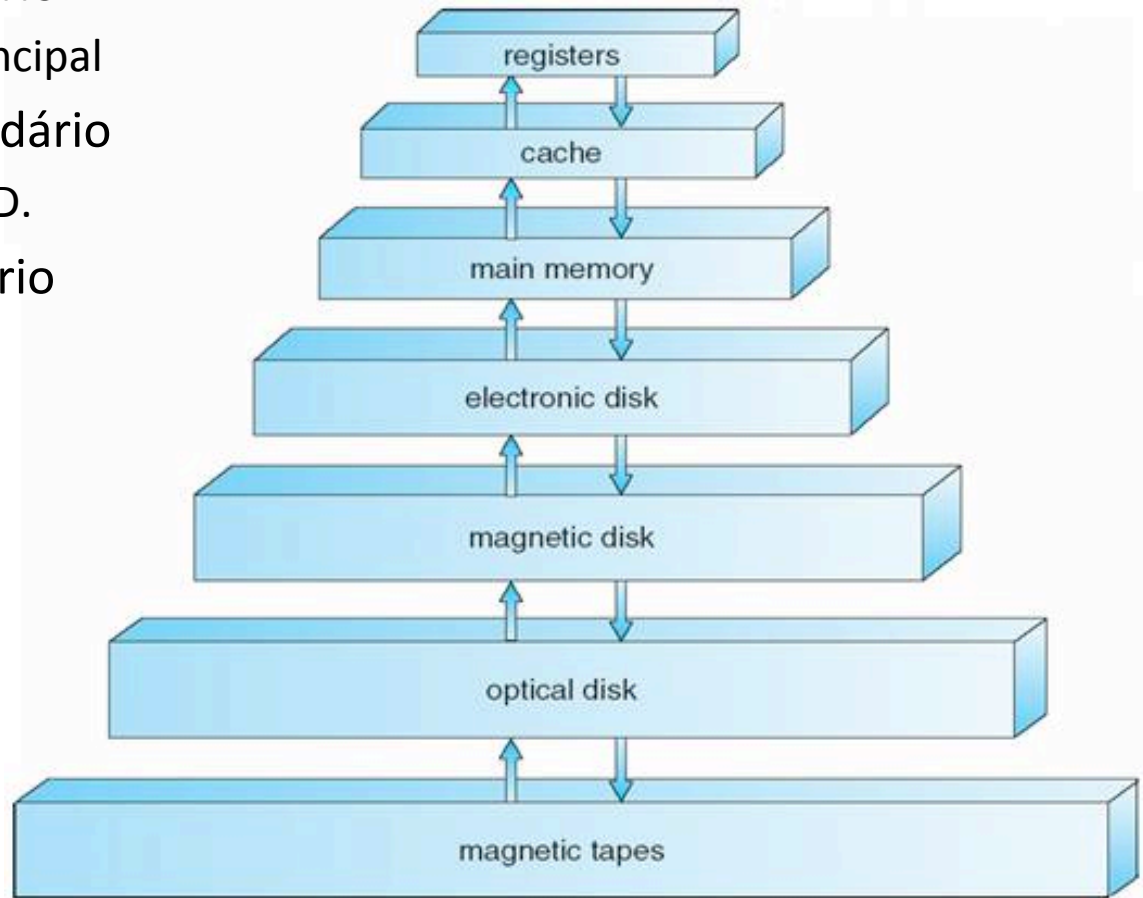 ncipal
dário
D.
rio
registers
cache
main memory
electronic disk
magnetic disk
optical disk
magnetic tapes